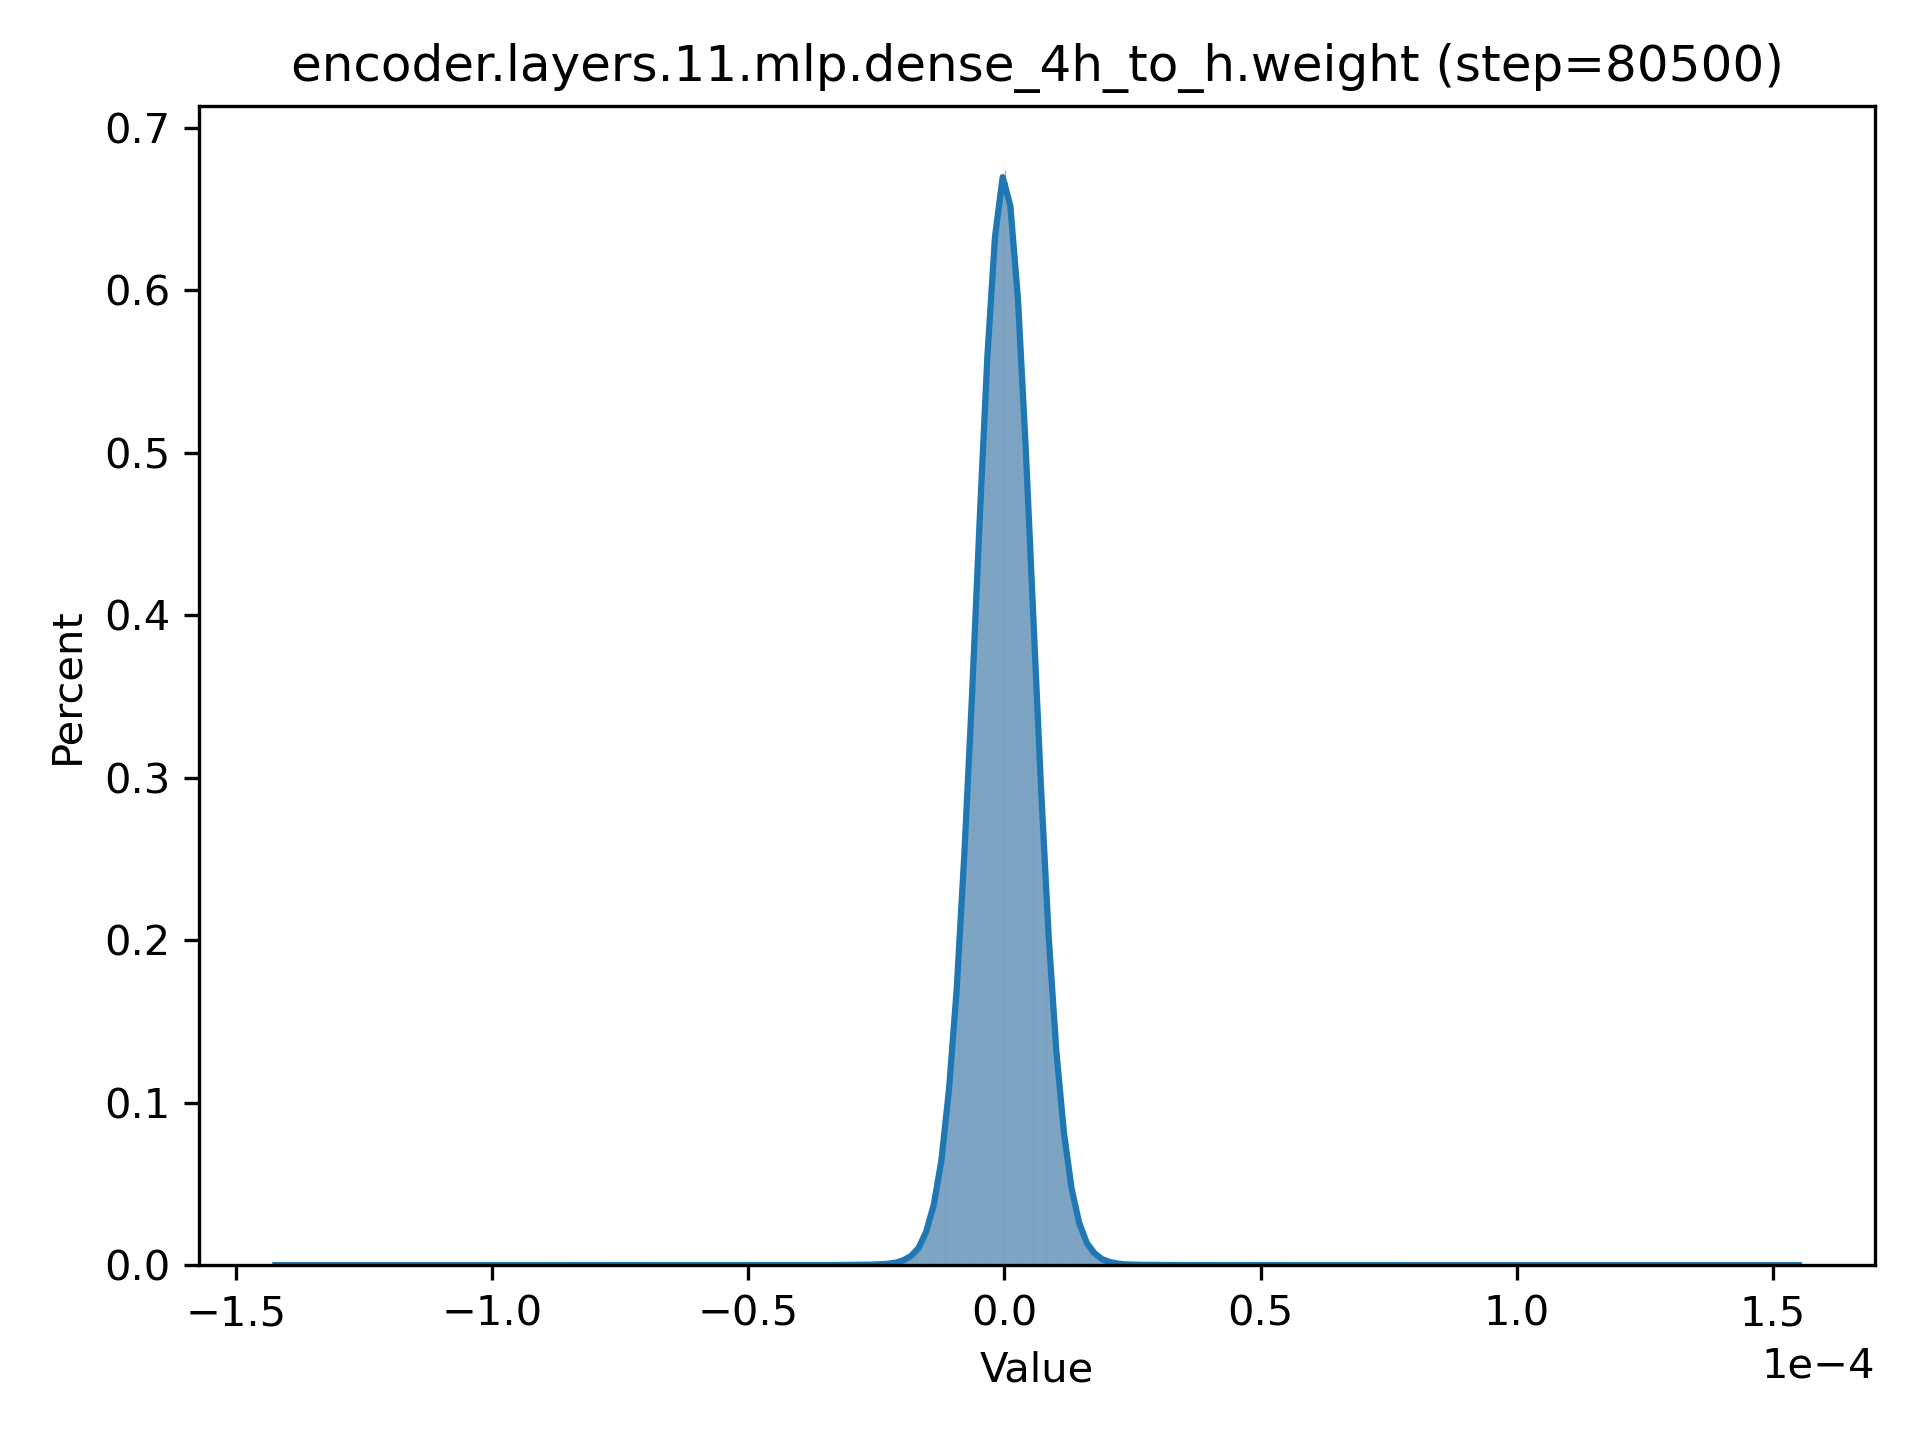 encoder.layers.11.mlp.dense_4h_to_h.weight (step=80500)
0.7
0.6
0.5
0.4
0.3
0.2
0.1
0.0
Percent
−1.5 −1.0 −0.5 0.0 0.5 1.0 1.5
1e−4
Value